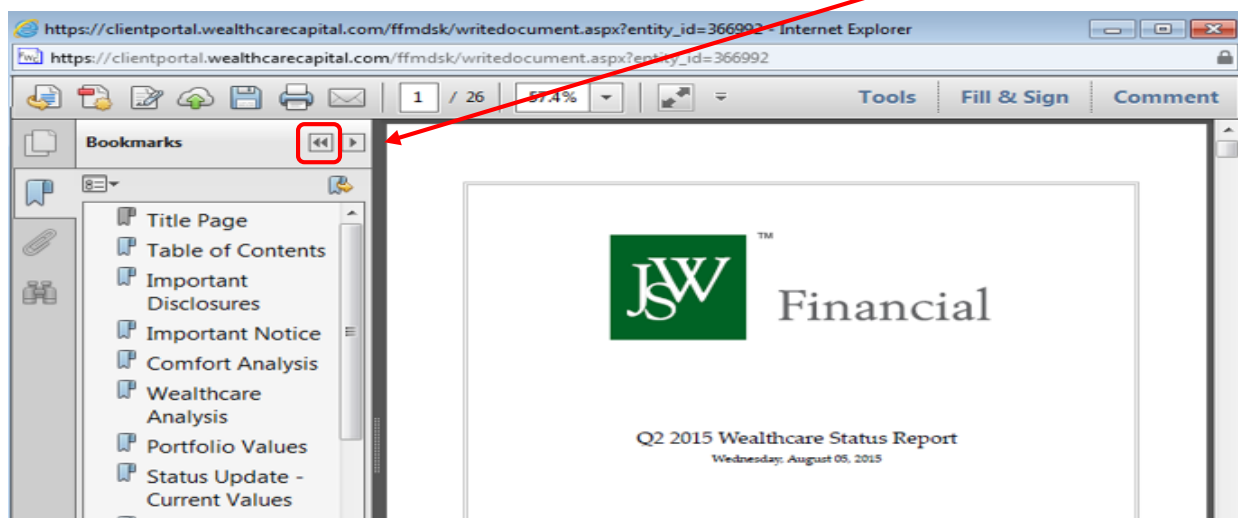 https://clientportal.wealthcarecapital.com/ffmdsk/writedocument.aspx?entity_id=366992 - Internet Explorer
https://clientportal.wealthcarecapital.com/ffmdsk/writedocument.aspx?entity_id=366992
1 / 26 57.4% Tools Fill & Sign Comment
Bookmarks
Title Page
Table of Contents
Important
Disclosures
Important Notice
Comfort Analysis
Wealthcare
Analysis
Portfolio Values
Status Update -
Current Values
JSW™
Financial
Q2 2015 Wealthcare Status Report
Wednesday, August 05, 2015